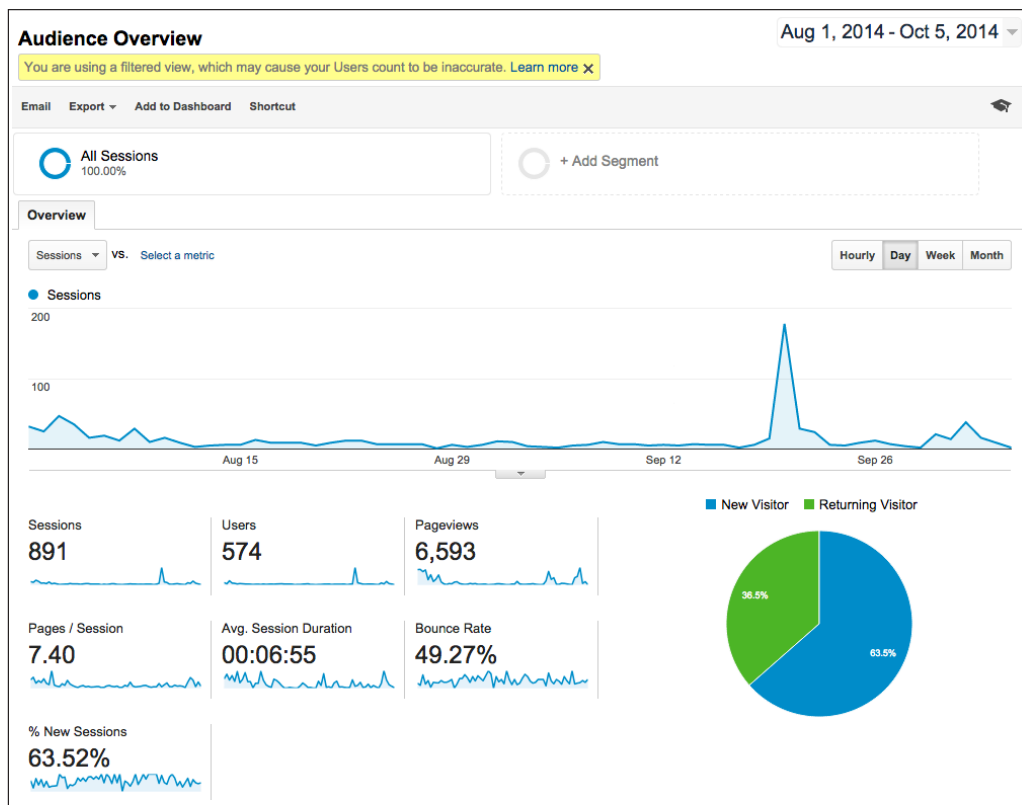 Audience Overview
Aug 1, 2014 - Oct 5, 2014
You are using a filtered view, which may cause your Users count to be inaccurate. Learn more
Email Export Add to Dashboard Shortcut
All Sessions
100.00%
+ Add Segment
Overview
Sessions VS. Select a metric
Hourly Day Week Month
Sessions
200
100
Aug 15 Aug 29 Sep 12 Sep 26
New Visitor Returning Visitor
Sessions
891
Users
574
Pageviews
6,593
Pages / Session
7.40
Avg. Session Duration
00:06:55
Bounce Rate
49.27%
% New Sessions
63.52%
36.5%
63.5%